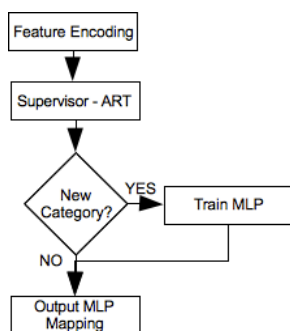 Feature Encoding
Supervisor - ART
New
Category?
YES
Train MLP
NO
Output MLP
Mapping